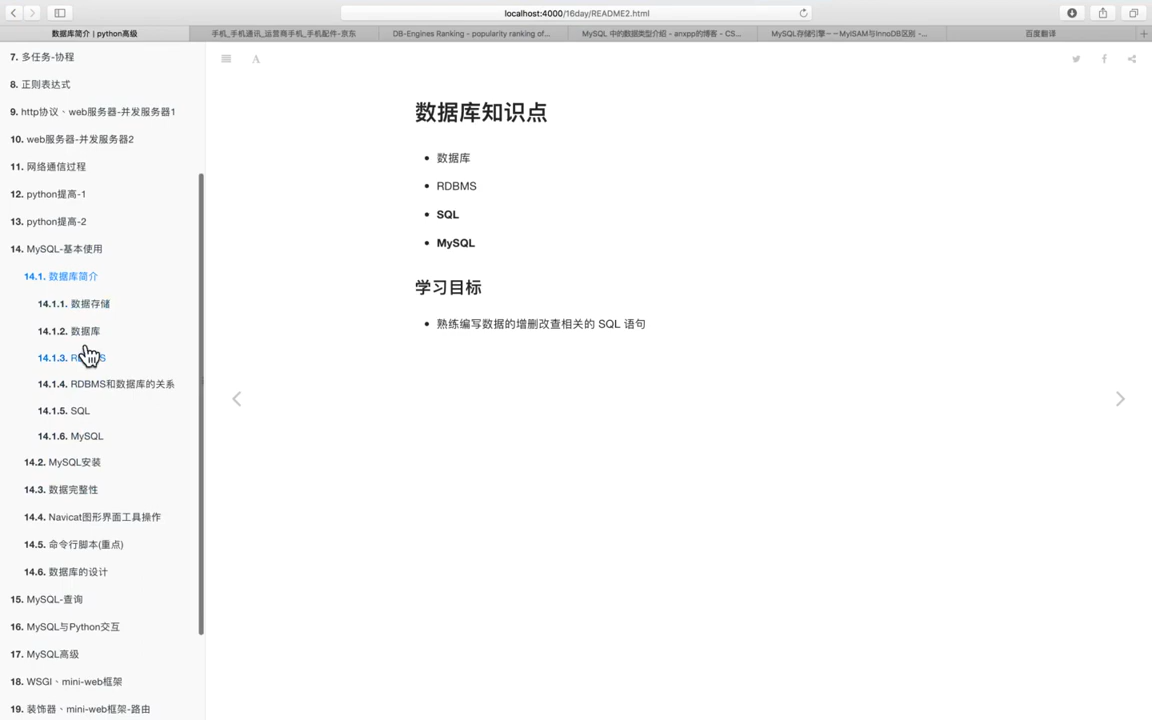 localhost:4000/16day/README2.html
数据库简介 | python高级
手机_手机通讯_运营商手机_手机配件-京东
DB-Engines Ranking - popularity ranking of...
MySQL 中的数据类型介绍 - anxpp的博客 - CS...
MySQL存储引擎－－MyISAM与InnoDB区别 -...
百度翻译
7. 多任务-协程
8. 正则表达式
9. http协议、web服务器-并发服务器1
10. web服务器-并发服务器2
11. 网络通信过程
12. python提高-1
13. python提高-2
14. MySQL-基本使用
14.1. 数据库简介
14.1.1. 数据存储
14.1.2. 数据库
14.1.3. RDBMS
14.1.4. RDBMS和数据库的关系
14.1.5. SQL
14.1.6. MySQL
14.2. MySQL安装
14.3. 数据完整性
14.4. Navicat图形界面工具操作
14.5. 命令行脚本(重点)
14.6. 数据库的设计
15. MySQL-查询
16. MySQL与Python交互
17. MySQL高级
18. WSGI、mini-web框架
19. 装饰器、mini-web框架-路由
A
数据库知识点
• 数据库
• RDBMS
• SQL
• MySQL
学习目标
• 熟练编写数据的增删改查相关的 SQL 语句